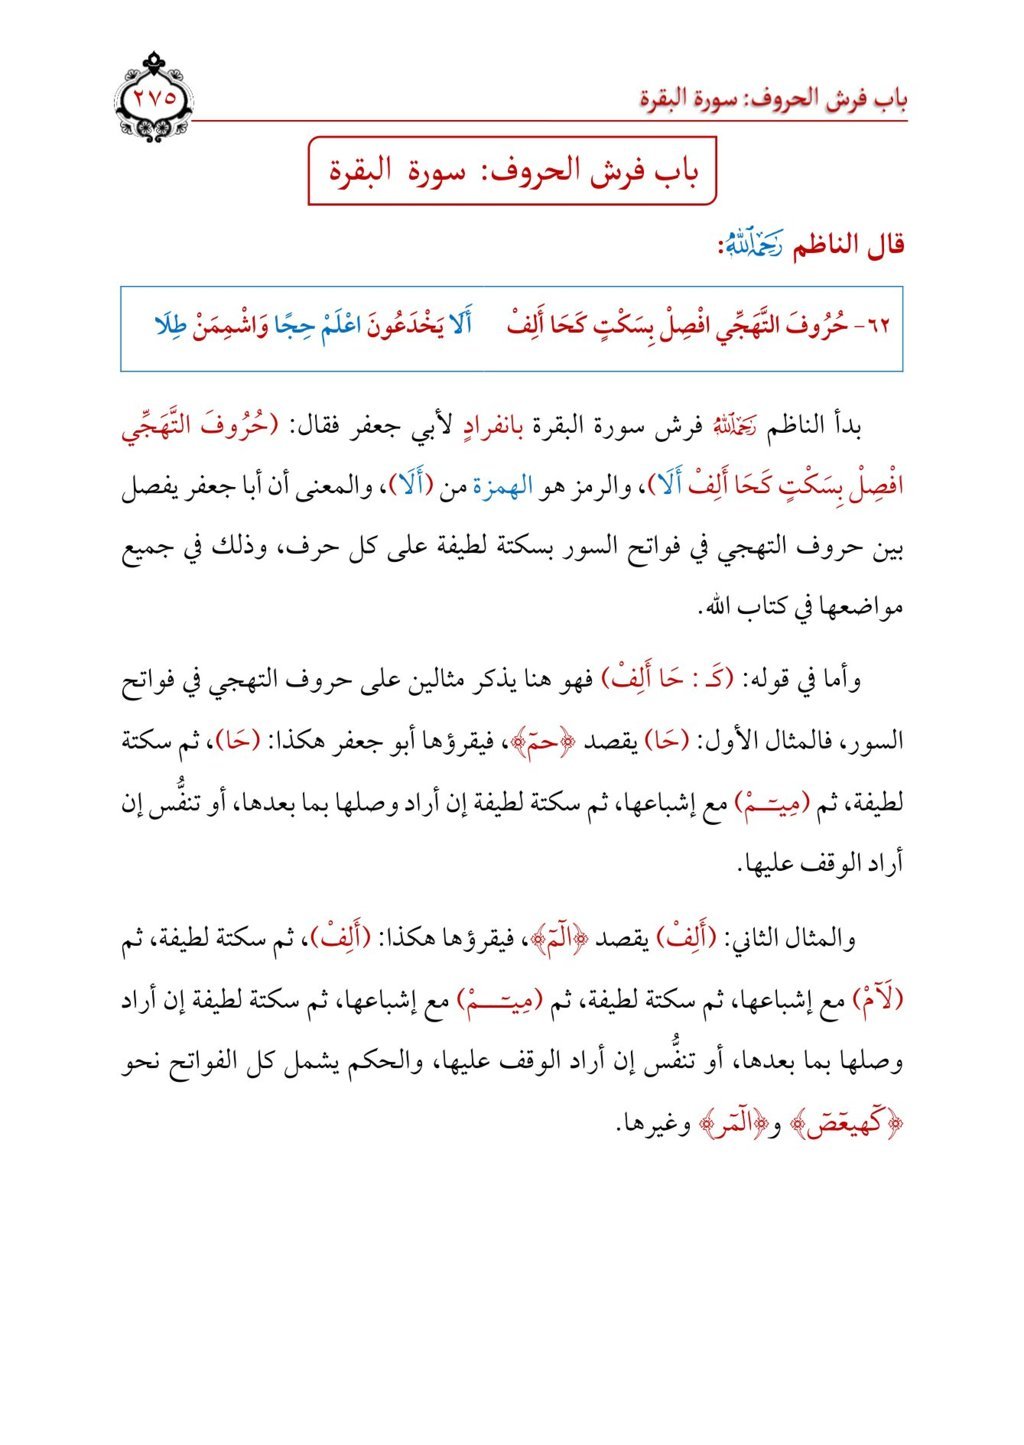 باب فرش الحروف: سورة البقرة
٢٧٥
باب فرش الحروف: سورة البقرة
قال الناظم رَحِمَهُ ٱللَّهُ:
٦٢- حُرُوفَ التَّهَجِّي افْصِلْ بِسَكْتٍ كَحَا أَلِفْ أَلَا يَخْدَعُونَ اعْلَمْ حِجًا وَاشْمِمَنْ طِلَا
بدأ الناظم رَحِمَهُ ٱللَّهُ فرش سورة البقرة بانفرادٍ لأبي جعفر فقال: (حُرُوفَ التَّهَجِّي
افْصِلْ بِسَكْتٍ كَحَا أَلِفْ أَلَا)، والرمز هو الهمزة من (أَلَا)، والمعنى أن أبا جعفر يفصل
بين حروف التهجي في فواتح السور بسكتة لطيفة على كل حرف، وذلك في جميع
مواضعها في كتاب الله.
وأما في قوله: (كَـ : حَا أَلِفْ) فهو هنا يذكر مثالين على حروف التهجي في فواتح
السور، فالمثال الأول: (حَا) يقصد ﴿حمٓ﴾، فيقرؤها أبو جعفر هكذا: (حَا)، ثم سكتة
لطيفة، ثم (مِيٓـمْ) مع إشباعها، ثم سكتة لطيفة إن أراد وصلها بما بعدها، أو تنفُّس إن
أراد الوقف عليها.
والمثال الثاني: (أَلِفْ) يقصد ﴿الٓمٓ﴾، فيقرؤها هكذا: (أَلِفْ)، ثم سكتة لطيفة، ثم
(لَآمْ) مع إشباعها، ثم سكتة لطيفة، ثم (مِيٓـمْ) مع إشباعها، ثم سكتة لطيفة إن أراد
وصلها بما بعدها، أو تنفُّس إن أراد الوقف عليها، والحكم يشمل كل الفواتح نحو
﴿كٓهيعٓصٓ﴾ و﴿الٓمٓر﴾ وغيرها.